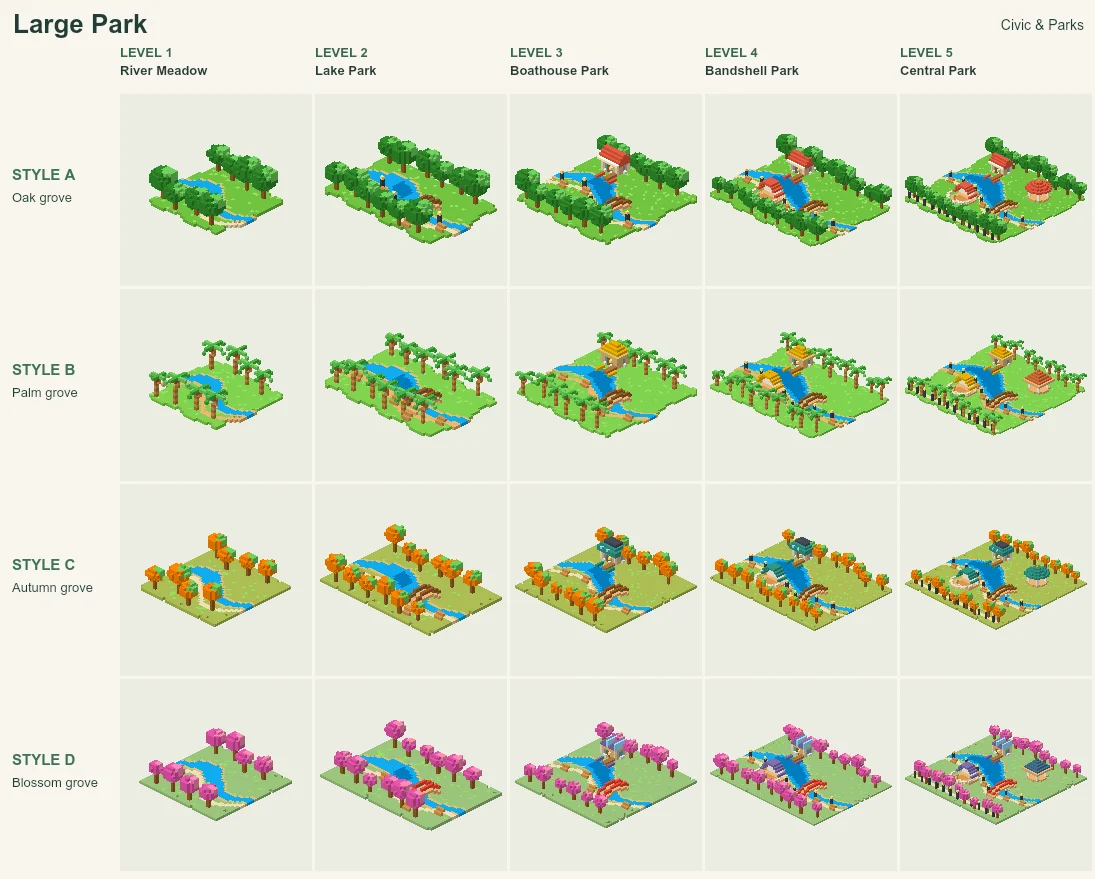 Large Park
Civic & Parks
LEVEL 1
River Meadow
LEVEL 2
Lake Park
LEVEL 3
Boathouse Park
LEVEL 4
Bandshell Park
LEVEL 5
Central Park
STYLE A
Oak grove
STYLE B
Palm grove
STYLE C
Autumn grove
STYLE D
Blossom grove